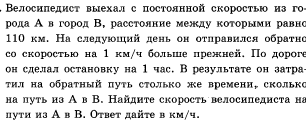 . Велосипедист выехал с постоянной скоростью из го-
рода А в город В, расстояние между которыми равно
110 км. На следующий день он отправился обратно
со скоростью на 1 км/ч больше прежней. По дороге
он сделал остановку на 1 час. В результате он затра-
тил на обратный путь столько же времени, сколько
на путь из А в В. Найдите скорость велосипедиста на
пути из А в В. Ответ дайте в км/ч.